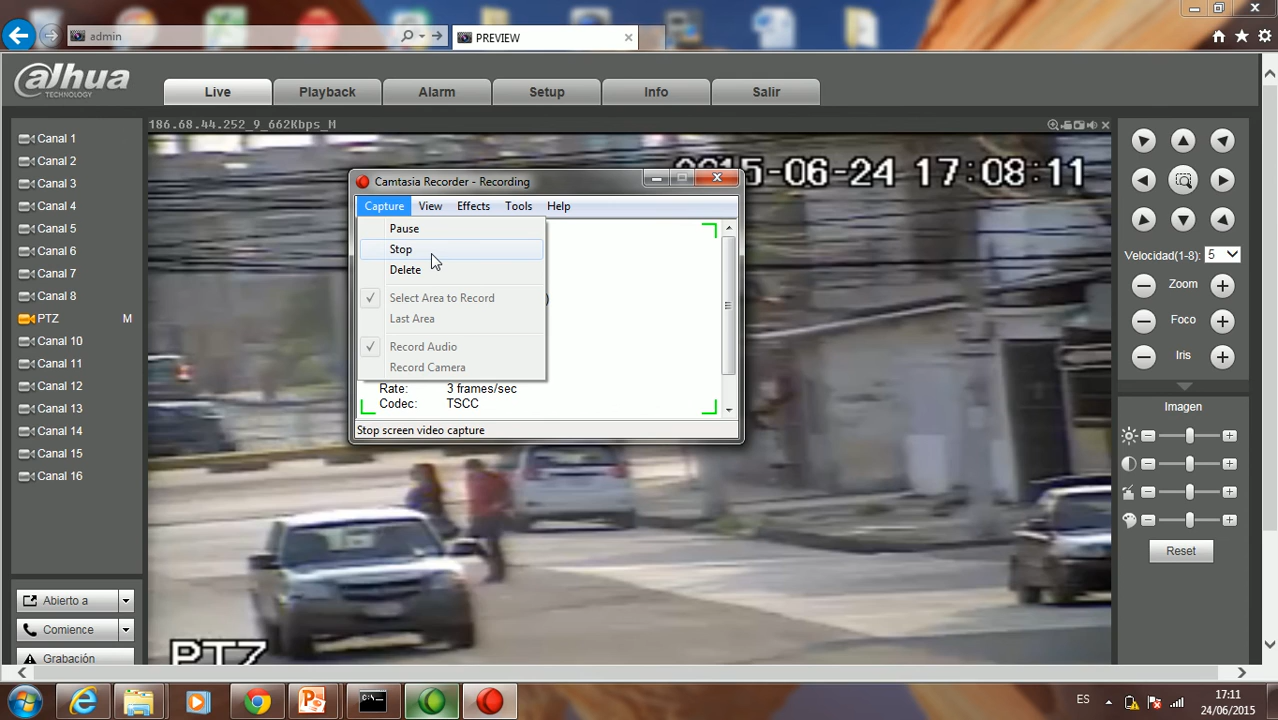 admin
PREVIEW
alhua
TECHNOLOGY
Live
Playback
Alarm
Setup
Info
Salir
Canal 1
Canal 2
Canal 3
Canal 4
Canal 5
Canal 6
Canal 7
Canal 8
PTZ M
Canal 10
Canal 11
Canal 12
Canal 13
Canal 14
Canal 15
Canal 16
Abierto a
Comience
Grabación
186.68.44.252_9_662Kbps_M
2015-06-24 17:08:11
PTZ
Camtasia Recorder - Recording
Capture View Effects Tools Help
Pause
Stop
Delete
Select Area to Record
Last Area
Record Audio
Record Camera
)
Rate: 3 frames/sec
Codec: TSCC
Stop screen video capture
Velocidad(1-8): 5
Zoom
Foco
Iris
Imagen
Reset
C:\.
ES
17:11
24/06/2015